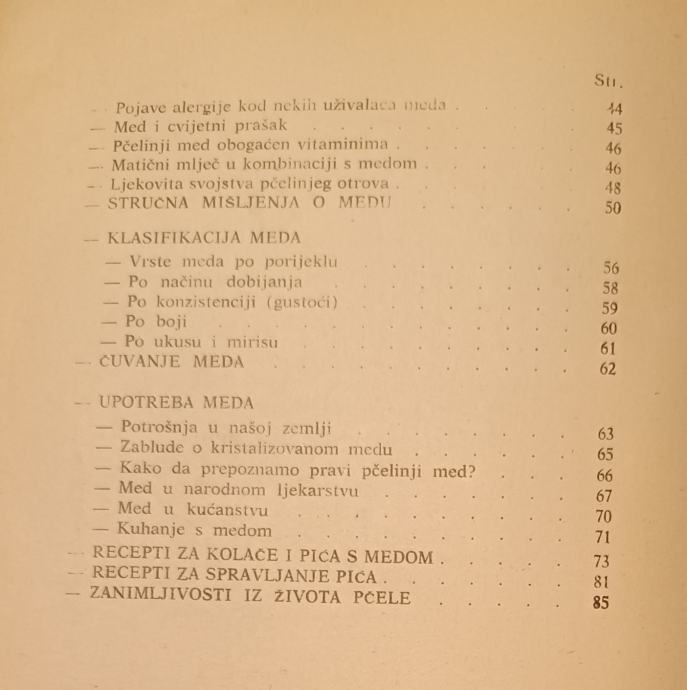 Str.
— Pojave alergije kod nekih uživalaca meda . . . . 44
— Med i cvijetni prašak . . . . . . . . 45
— Pčelinji med obogaćen vitaminima . . . . . . 46
— Matični mlječ u kombinaciji s medom . . . . . 46
— Ljekovita svojstva pčelinjeg otrova . . . . . . 48
— STRUČNA MIŠLJENJA O MEDU . . . . . 50
— KLASIFIKACIJA MEDA
— Vrste meda po porijeklu . . . . . . . . 56
— Po načinu dobijanja . . . . . . . . . 58
— Po konzistenciji (gustoći) . . . . . . . . 59
— Po boji . . . . . . . . . . . . . 60
— Po ukusu i mirisu . . . . . . . . . . 61
— ČUVANJE MEDA . . . . . . . . . . 62
— UPOTREBA MEDA
— Potrošnja u našoj zemlji . . . . . . . . 63
— Zablude o kristalizovanom medu . . . . . . 65
— Kako da prepoznamo pravi pčelinji med? . . . 66
— Med u narodnom ljekarstvu . . . . . . . 67
— Med u kućanstvu . . . . . . . . . . 70
— Kuhanje s medom . . . . . . . . . . 71
— RECEPTI ZA KOLAČE I PIĆA S MEDOM . . . . . 73
— RECEPTI ZA SPRAVLJANJE PIĆA . . . . . . . 81
— ZANIMLJIVOSTI IZ ŽIVOTA PČELE . . . . . 85